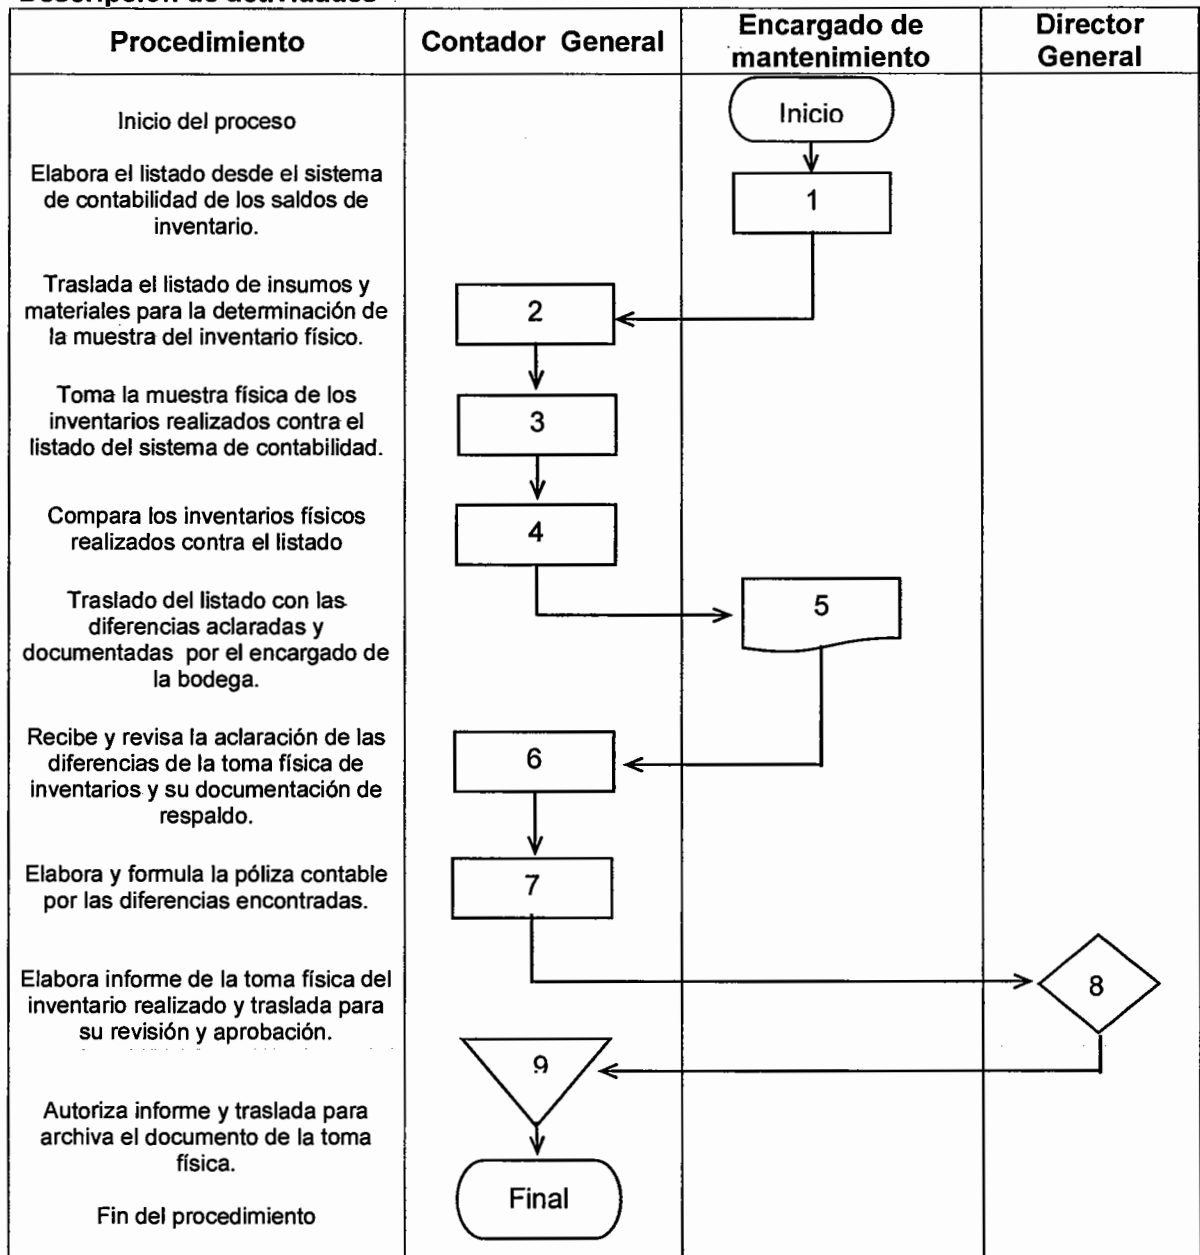 Descripción de actividades
Procedimiento
Contador General
Encargado de
mantenimiento
Director
General
Inicio del proceso
Inicio
Elabora el listado desde el sistema
de contabilidad de los saldos de
inventario.
1
Traslada el listado de insumos y
materiales para la determinación de
la muestra del inventario físico.
2
Toma la muestra física de los
inventarios realizados contra el
listado del sistema de contabilidad.
3
Compara los inventarios físicos
realizados contra el listado
4
Traslado del listado con las
diferencias aclaradas y
documentadas por el encargado de
la bodega.
5
Recibe y revisa la aclaración de las
diferencias de la toma física de
inventarios y su documentación de
respaldo.
6
Elabora y formula la póliza contable
por las diferencias encontradas.
7
Elabora informe de la toma física del
inventario realizado y traslada para
su revisión y aprobación.
8
9
Autoriza informe y traslada para
archiva el documento de la toma
física.
Final
Fin del procedimiento